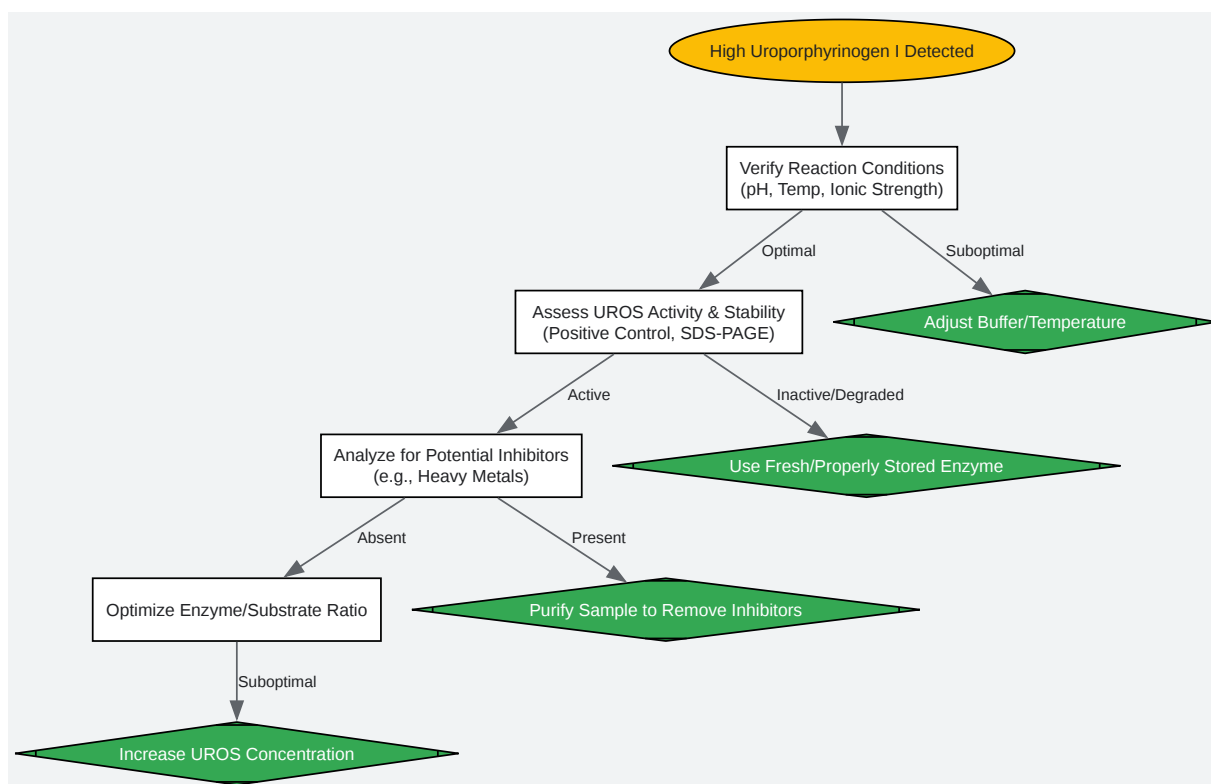 High Uroporphyrinogen I Detected
Verify Reaction Conditions
(pH, Temp, Ionic Strength)
Optimal
Suboptimal
Assess UROS Activity & Stability
(Positive Control, SDS-PAGE)
Adjust Buffer/Temperature
Active
Inactive/Degraded
Analyze for Potential Inhibitors
(e.g., Heavy Metals)
Use Fresh/Properly Stored Enzyme
Absent
Present
Optimize Enzyme/Substrate Ratio
Purify Sample to Remove Inhibitors
Suboptimal
Increase UROS Concentration